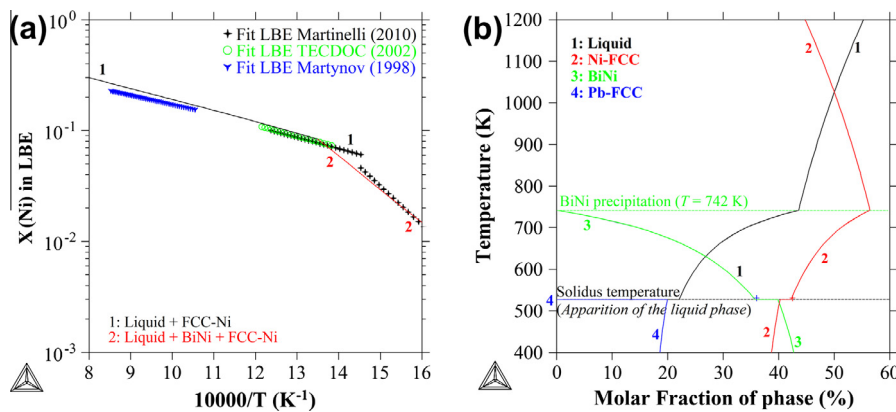 (a)
10^0
10^-1
10^-2
10^-3
X (Ni) in LBE
Fit LBE Martinelli (2010)
Fit LBE TECDOC (2002)
Fit LBE Martynov (1998)
1
1
2
2
1: Liquid + FCC-Ni
2: Liquid + BiNi + FCC-Ni
8 9 10 11 12 13 14 15 16
10000/T (K^-1)
(b)
1200
1100
1000
900
800
700
600
500
400
Temperature (K)
1: Liquid
2: Ni-FCC
3: BiNi
4: Pb-FCC
2
1
BiNi precipitation (T = 742 K)
3
2
1
Solidus temperature
4
(Apparition of the liquid phase)
4
2
3
0 10 20 30 40 50 60
Molar Fraction of phase (%)